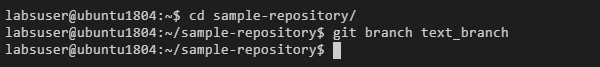 labsuser@ubuntu1804:~$ cd sample-repository/
labsuser@ubuntu1804:~/sample-repository$ git branch text_branch
labsuser@ubuntu1804:~/sample-repository$